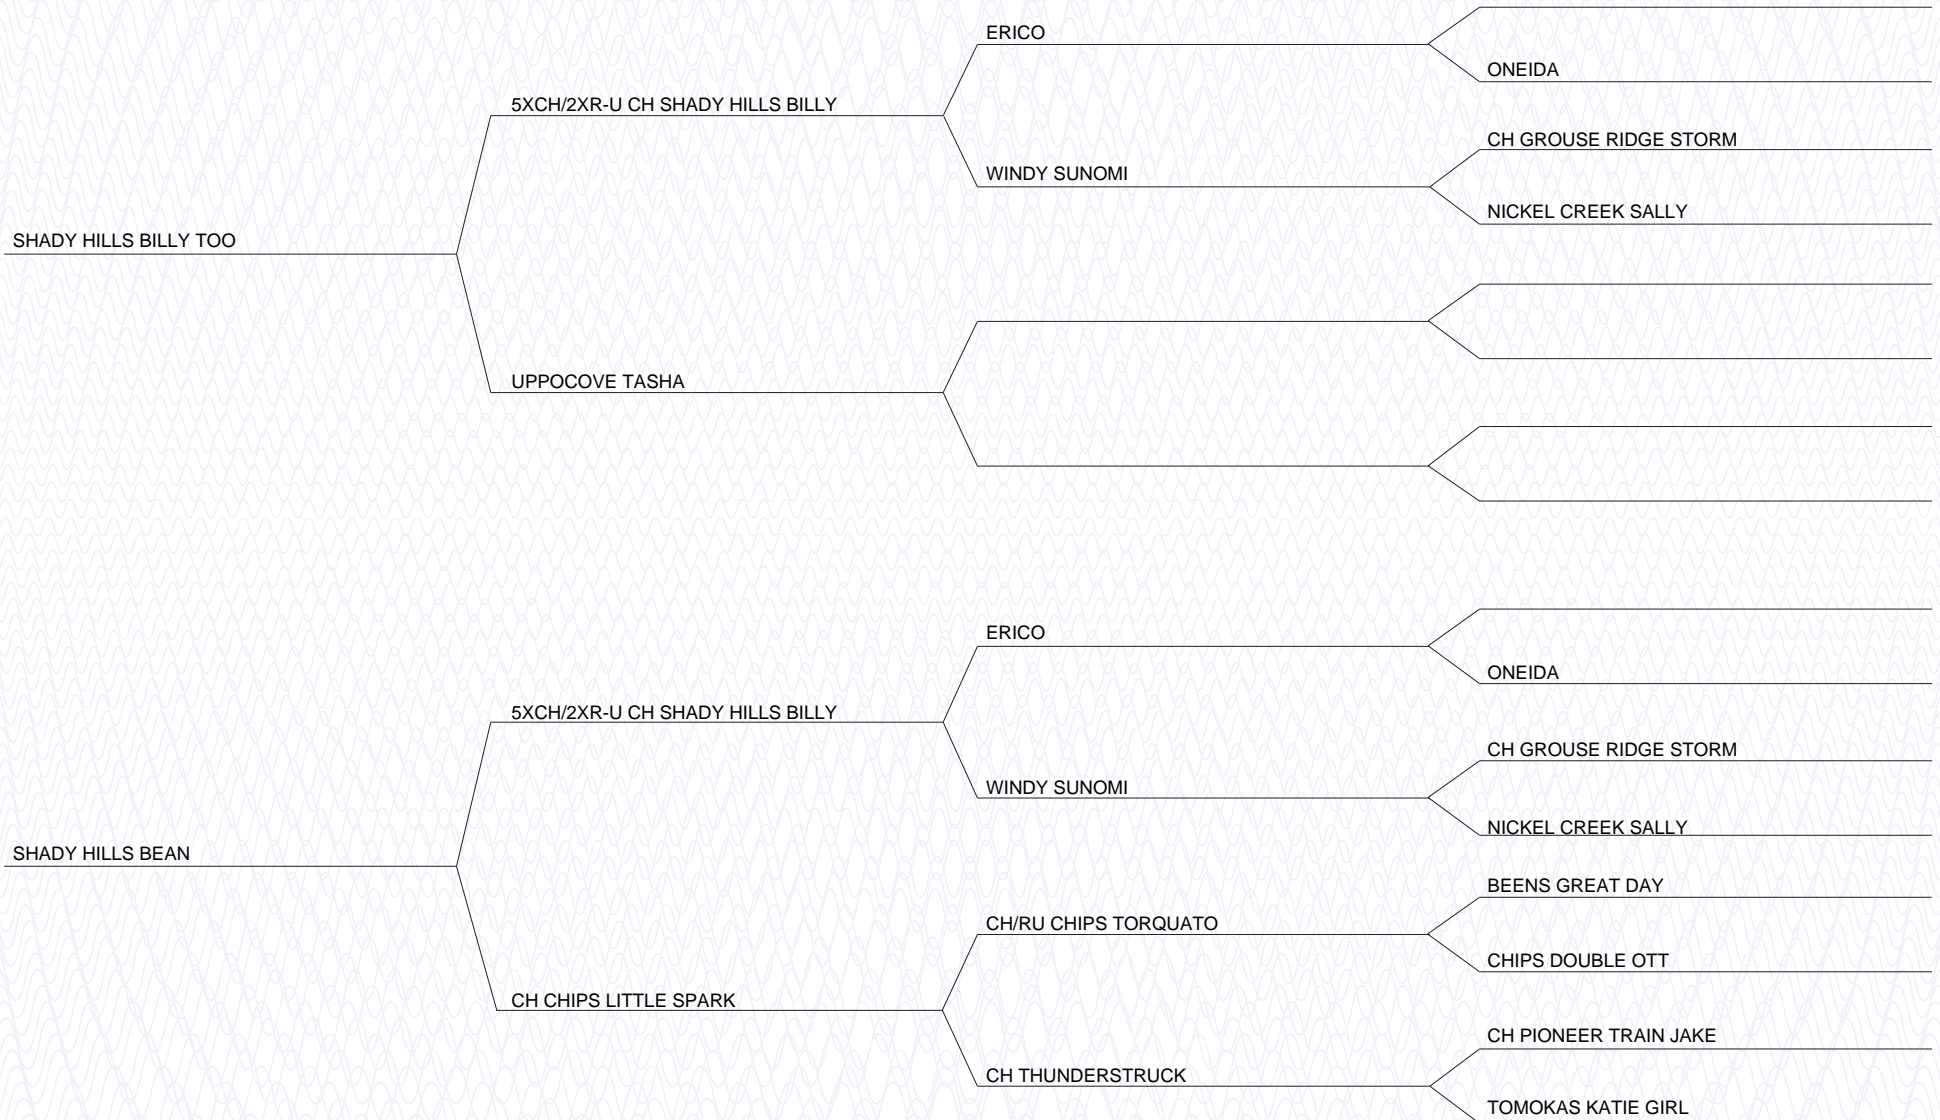 ERICO
ONEIDA
5XCH/2XR-U CH SHADY HILLS BILLY
CH GROUSE RIDGE STORM
WINDY SUNOMI
NICKEL CREEK SALLY
SHADY HILLS BILLY TOO
UPPOCOVE TASHA
ERICO
ONEIDA
5XCH/2XR-U CH SHADY HILLS BILLY
CH GROUSE RIDGE STORM
WINDY SUNOMI
NICKEL CREEK SALLY
SHADY HILLS BEAN
BEENS GREAT DAY
CH/RU CHIPS TORQUATO
CHIPS DOUBLE OTT
CH CHIPS LITTLE SPARK
CH PIONEER TRAIN JAKE
CH THUNDERSTRUCK
TOMOKAS KATIE GIRL